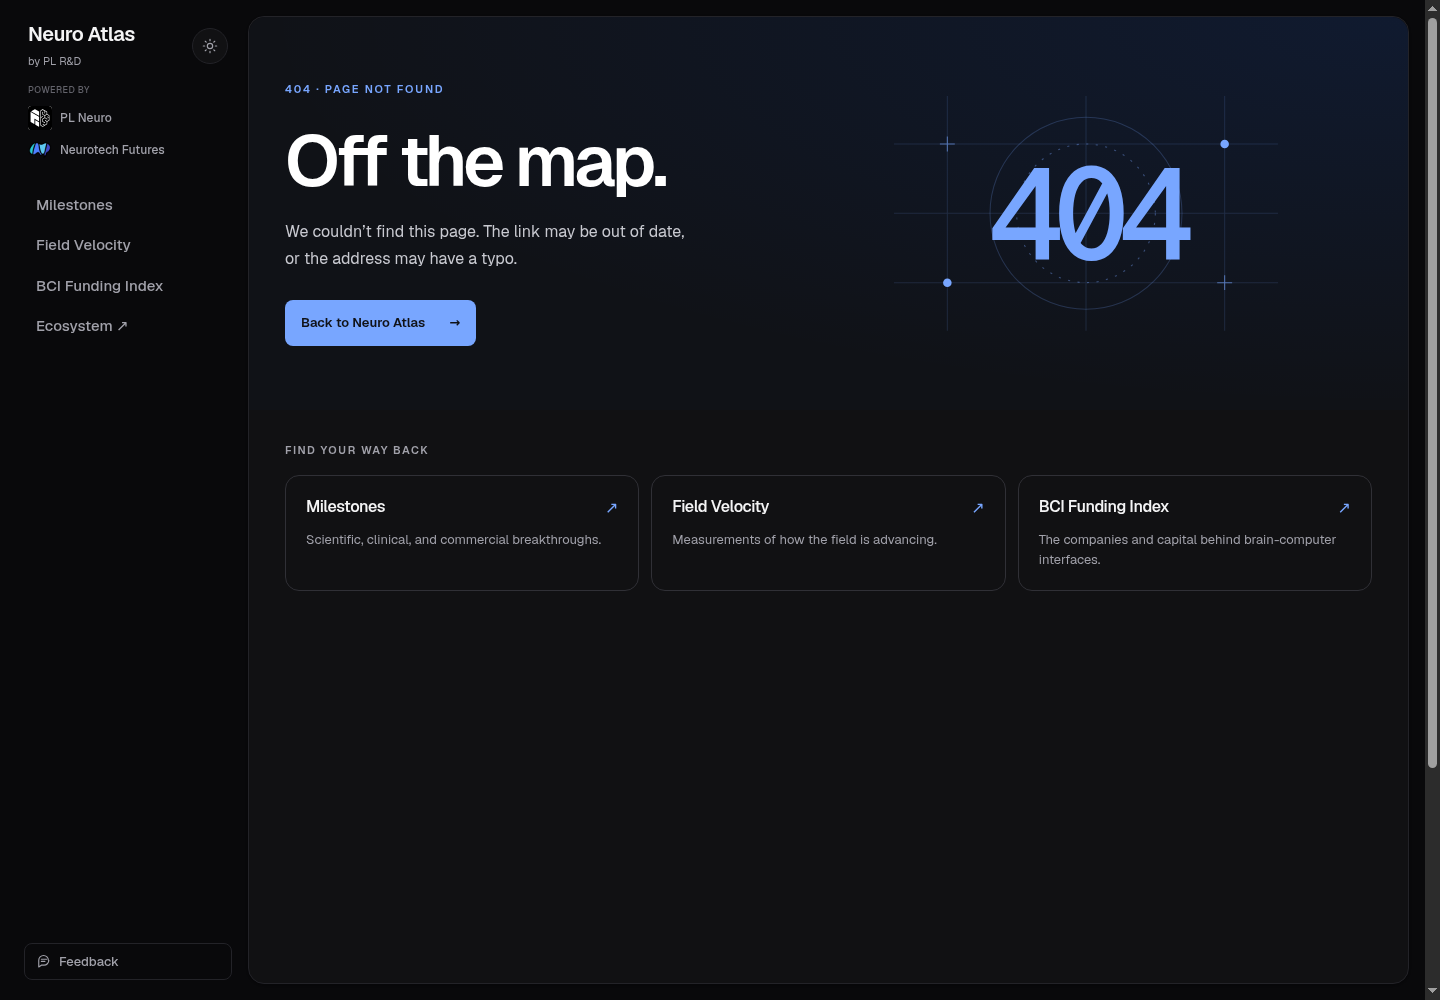 Neuro Atlas
by PL R&D
POWERED BY
PL Neuro
Neurotech Futures
Milestones
Field Velocity
BCI Funding Index
Ecosystem ↗
Feedback
404 · PAGE NOT FOUND
Off the map.
We couldn’t find this page. The link may be out of date,
or the address may have a typo.
Back to Neuro Atlas →
404
FIND YOUR WAY BACK
Milestones ↗
Scientific, clinical, and commercial breakthroughs.
Field Velocity ↗
Measurements of how the field is advancing.
BCI Funding Index ↗
The companies and capital behind brain-computer
interfaces.